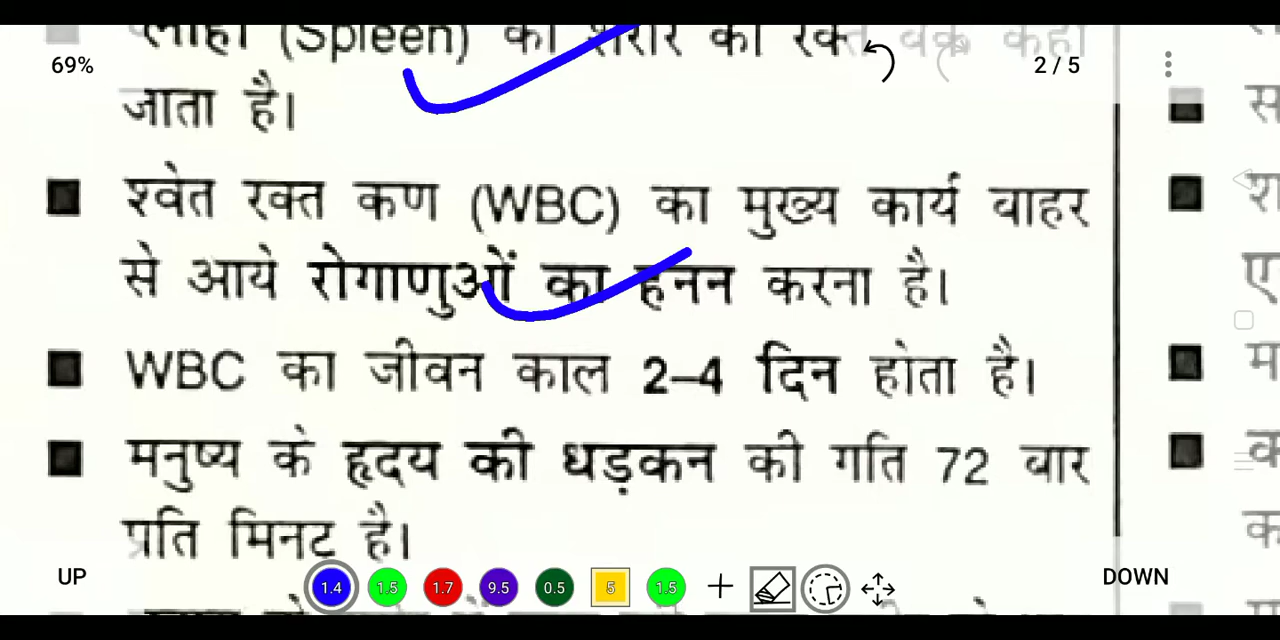 प्लीहा (Spleen) को शरीर का रक्त बैंक कहा
69%
2/5
जाता है।
श्वेत रक्त कण (WBC) का मुख्य कार्य बाहर
से आये रोगाणुओं का हनन करना है।
WBC का जीवन काल 2–4 दिन होता है।
मनुष्य के हृदय की धड़कन की गति 72 बार
प्रति मिनट है।
UP
1.4 1.5 1.7 9.5 0.5 5 1.5
DOWN